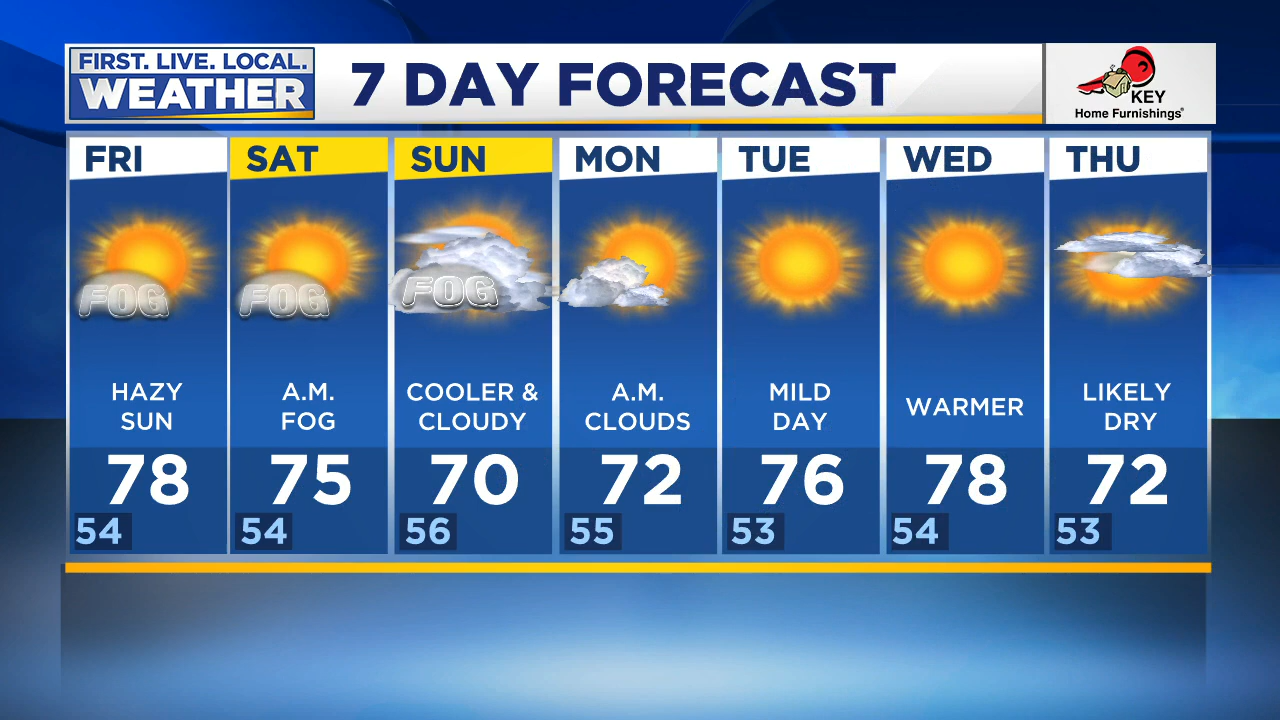 FIRST. LIVE. LOCAL.
WEATHER
7 DAY FORECAST
KEY
Home Furnishings®
FRI
SAT
SUN
MON
TUE
WED
THU
FOG
FOG
FOG
HAZY
SUN
A.M.
FOG
COOLER &
CLOUDY
A.M.
CLOUDS
MILD
DAY
WARMER
LIKELY
DRY
78
75
70
72
76
78
72
54
54
56
55
53
54
53